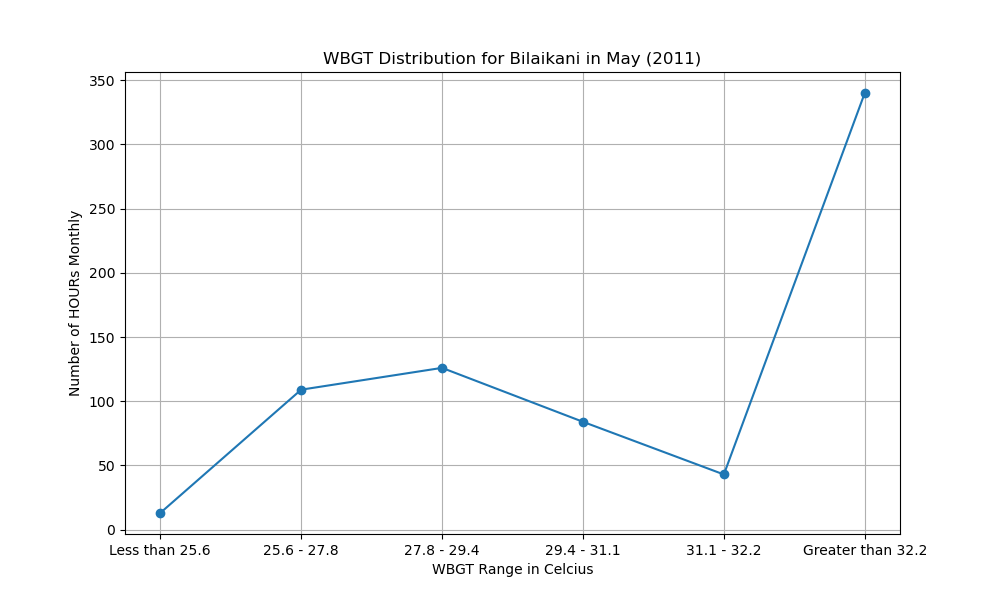 WBGT Distribution for Bilaikani in May (2011)
Number of HOURs Monthly
350
300
250
200
150
100
50
0
Less than 25.6
25.6 - 27.8
27.8 - 29.4
29.4 - 31.1
31.1 - 32.2
Greater than 32.2
WBGT Range in Celcius